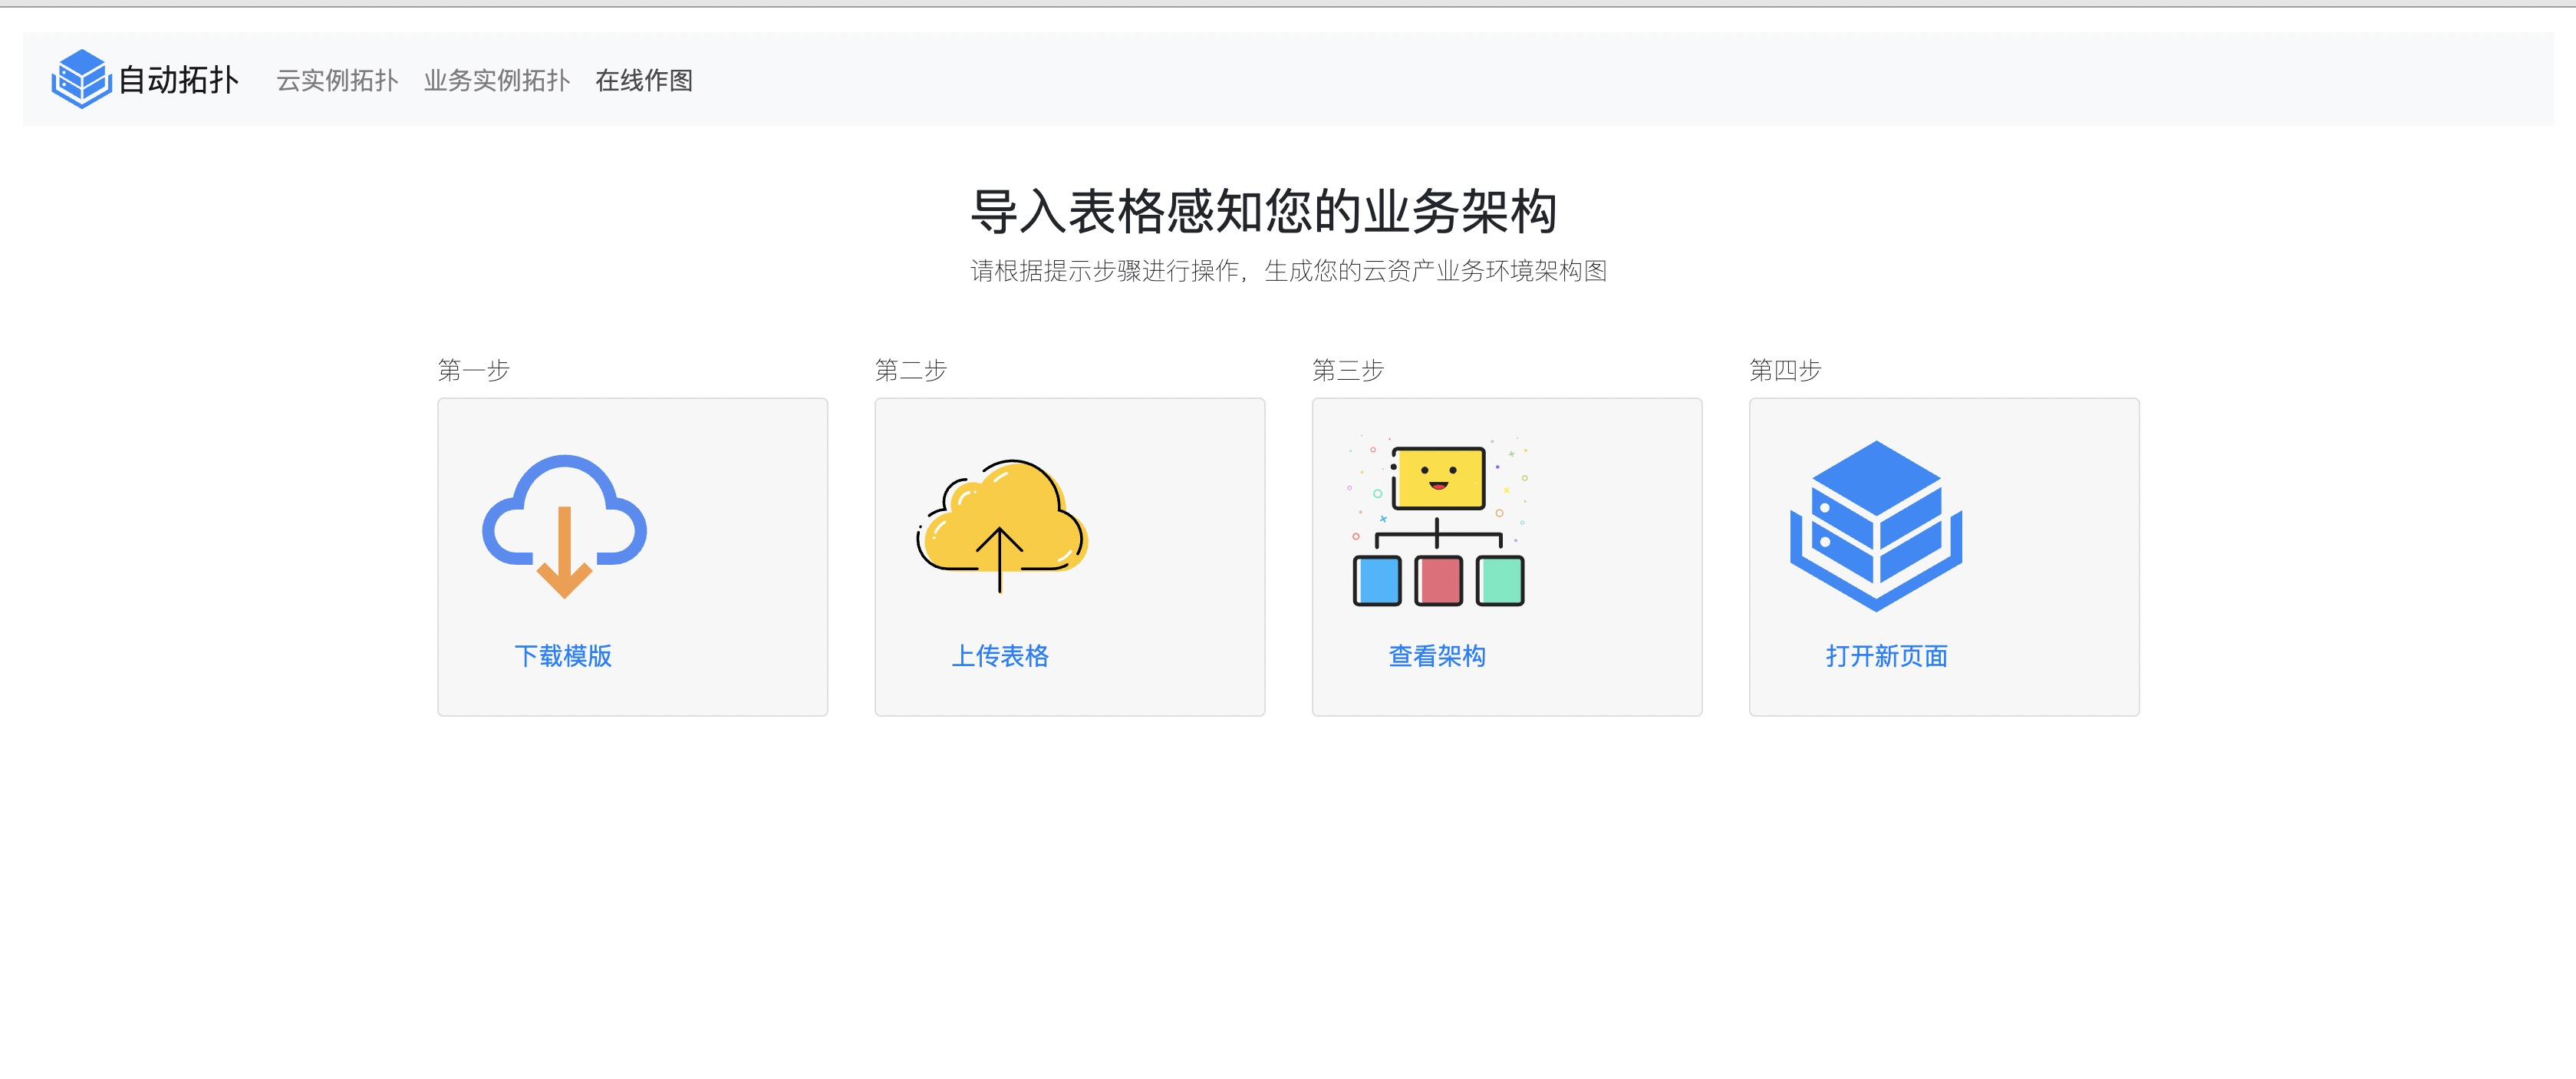 自动拓扑 云实例拓扑 业务实例拓扑 在线作图
导入表格感知您的业务架构
请根据提示步骤进行操作，生成您的云资产业务环境架构图
第一步 第二步 第三步 第四步
下载模版 上传表格 查看架构 打开新页面